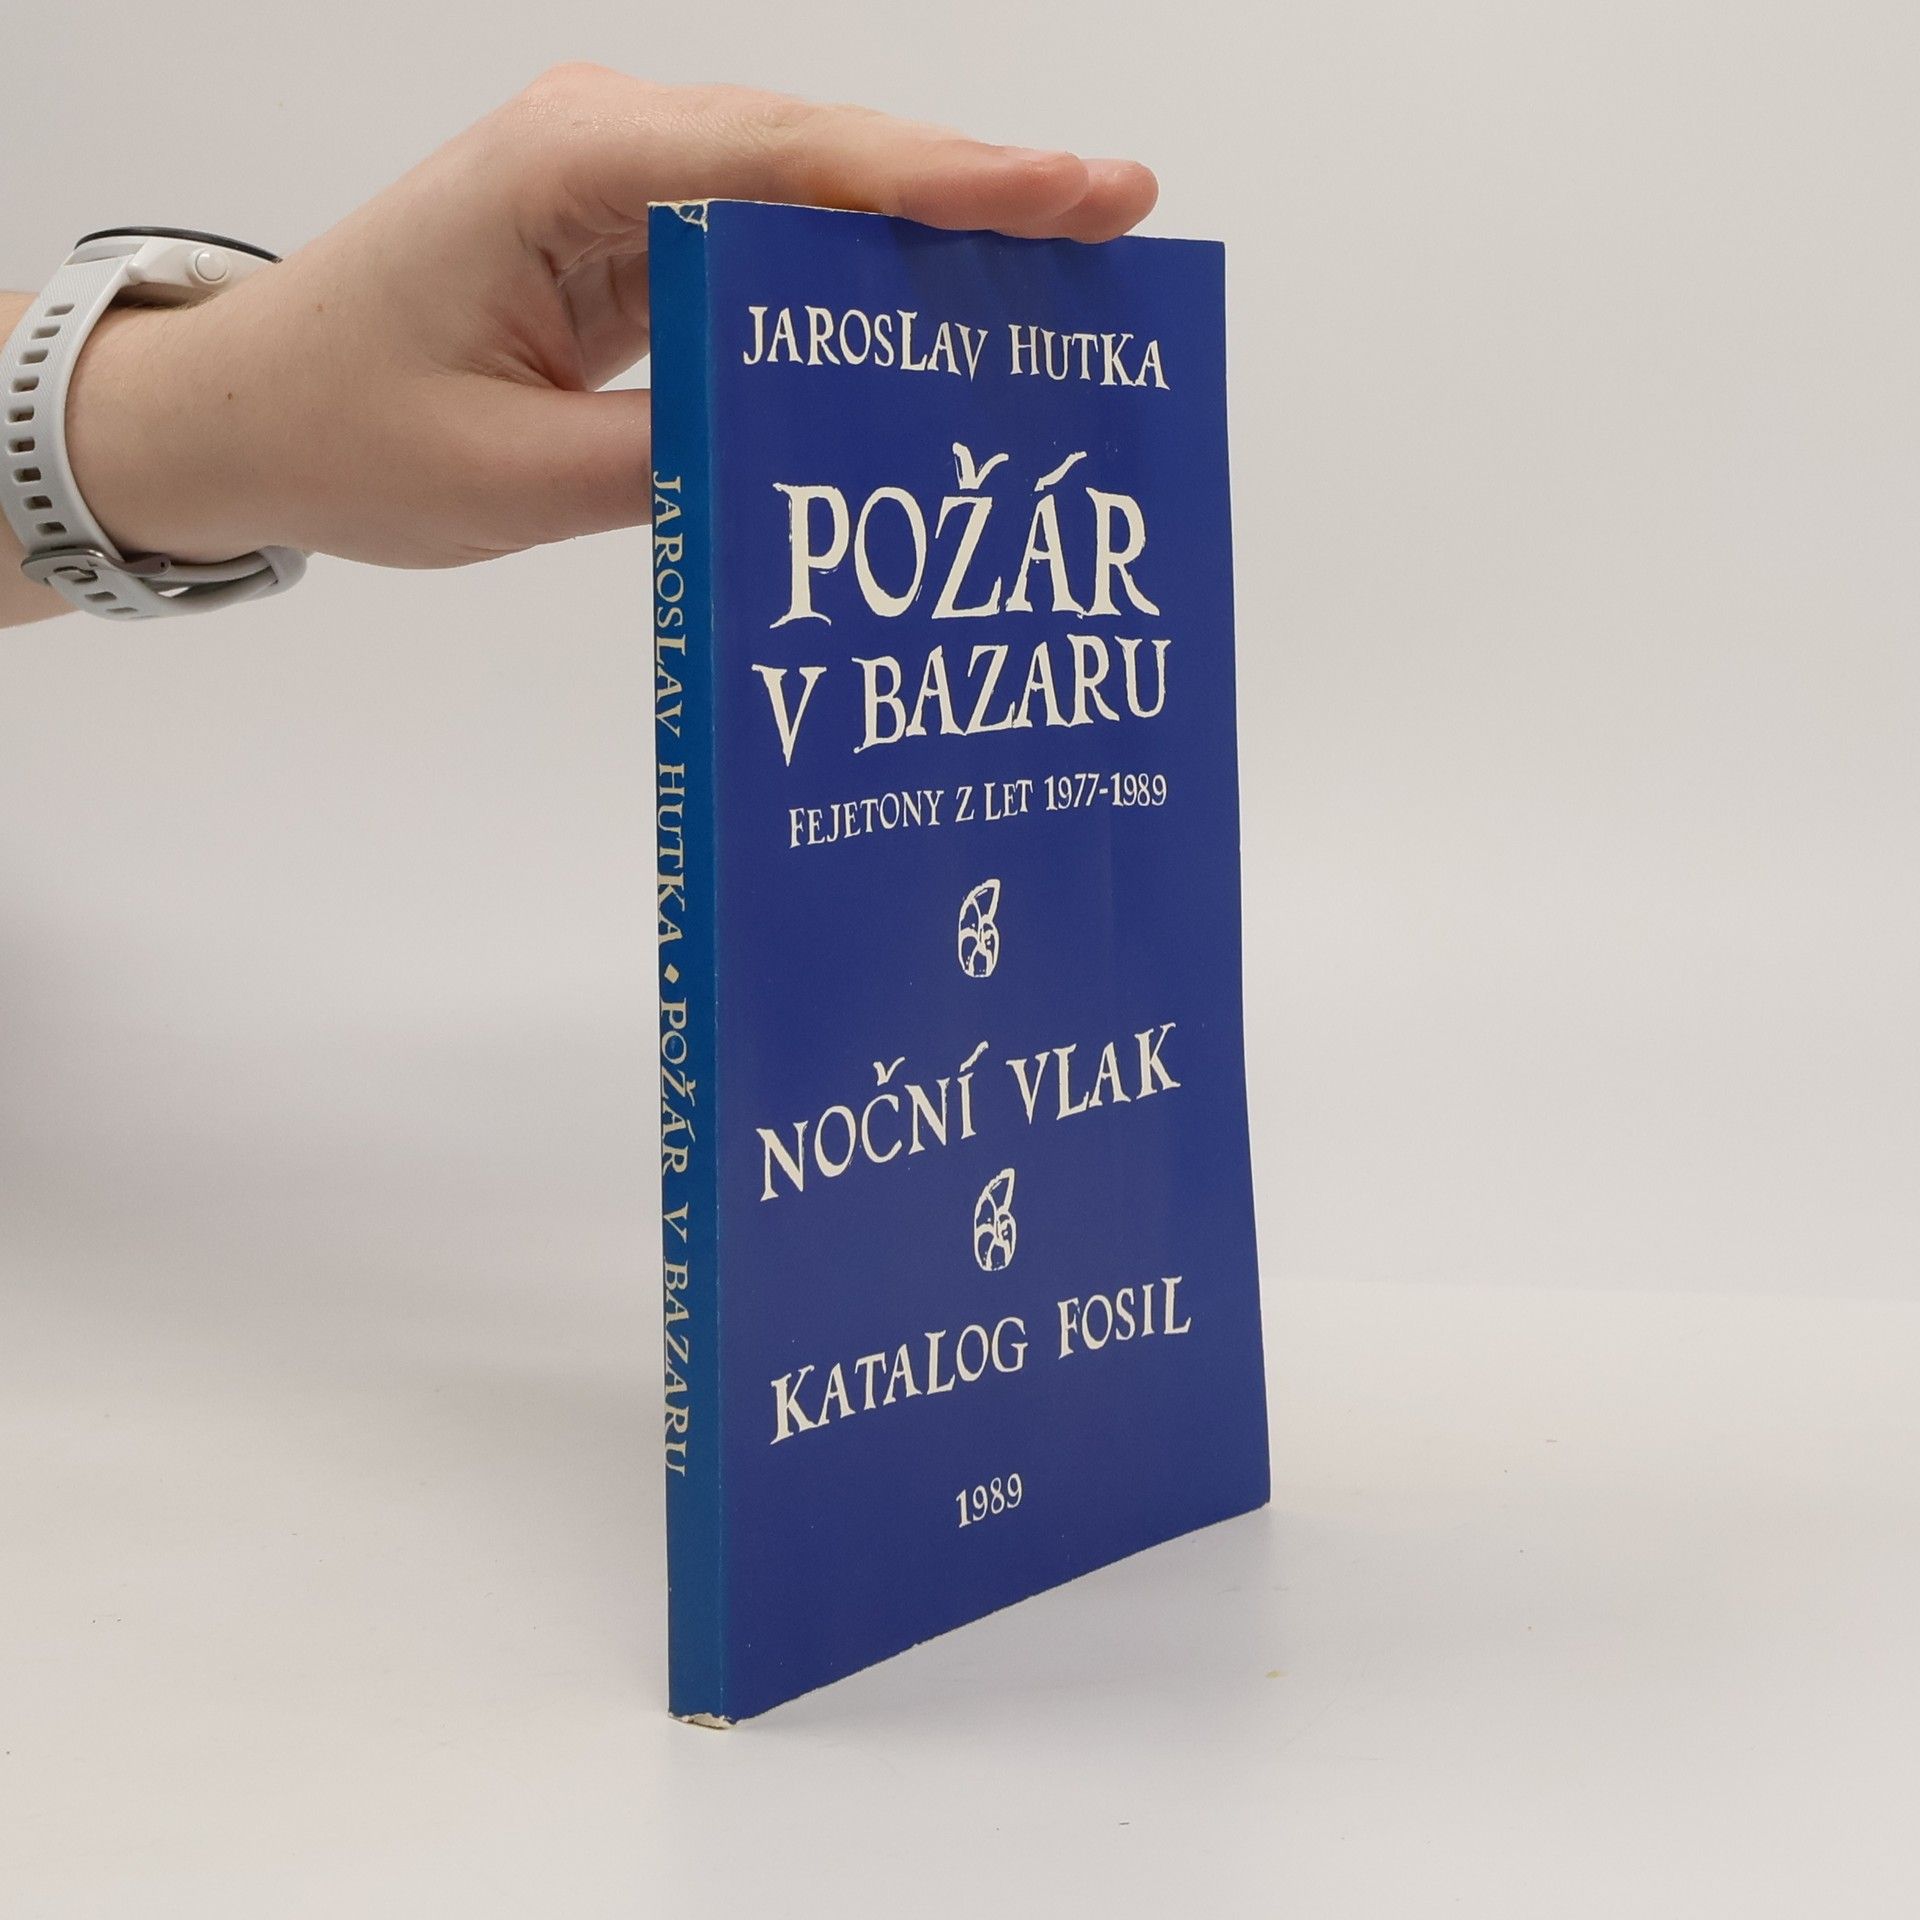 JAROSLAV HUTKA
POŽÁR
V BAZARU
FEJETONY Z LET 1977-1989
NOČNÍ VLAK
KATALOG FOSIL
1989
JAROSLAV HUTKA • POŽÁR V BAZARU